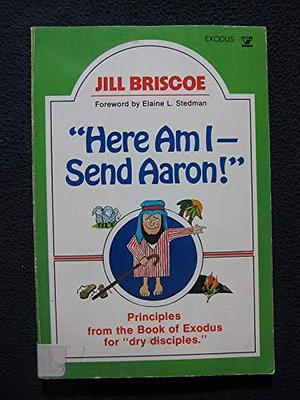 EXODUS
JILL BRISCOE
Foreword by Elaine L. Stedman
"Here Am I—
Send Aaron!"
Principles
from the Book of Exodus
for "dry disciples."